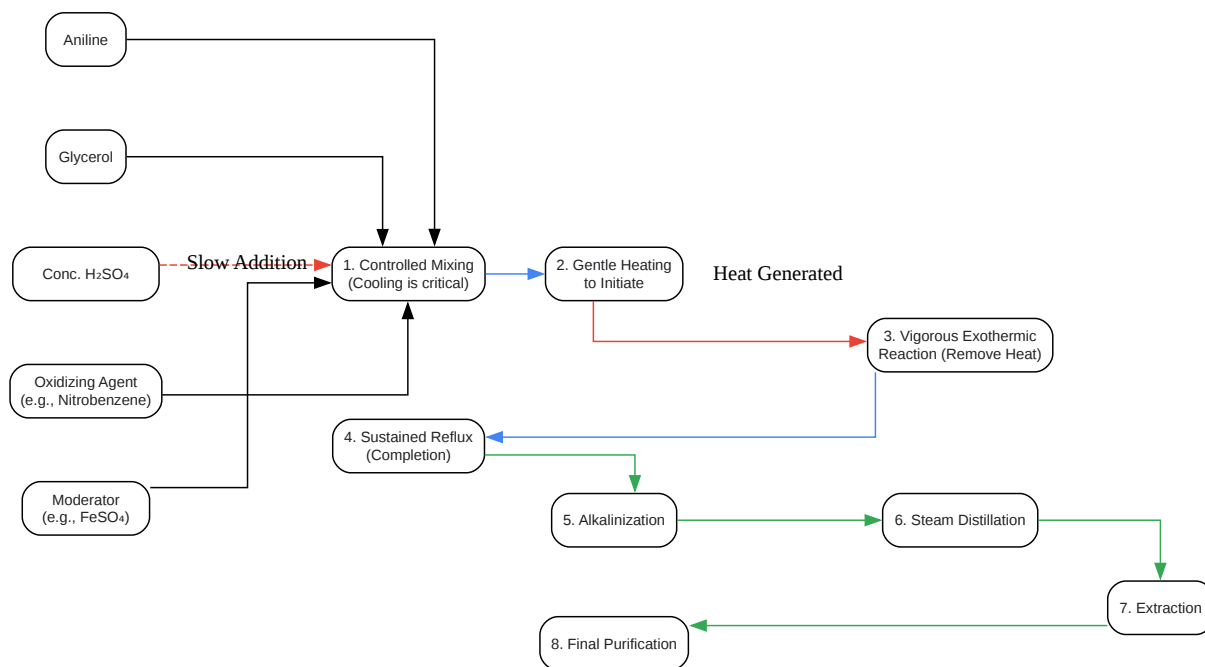 Aniline
Glycerol
Conc. H₂SO₄
Slow Addition
1. Controlled Mixing
(Cooling is critical)
2. Gentle Heating
to Initiate
Heat Generated
3. Vigorous Exothermic
Reaction (Remove Heat)
Oxidizing Agent
(e.g., Nitrobenzene)
4. Sustained Reflux
(Completion)
Moderator
(e.g., FeSO₄)
5. Alkalinization
6. Steam Distillation
7. Extraction
8. Final Purification